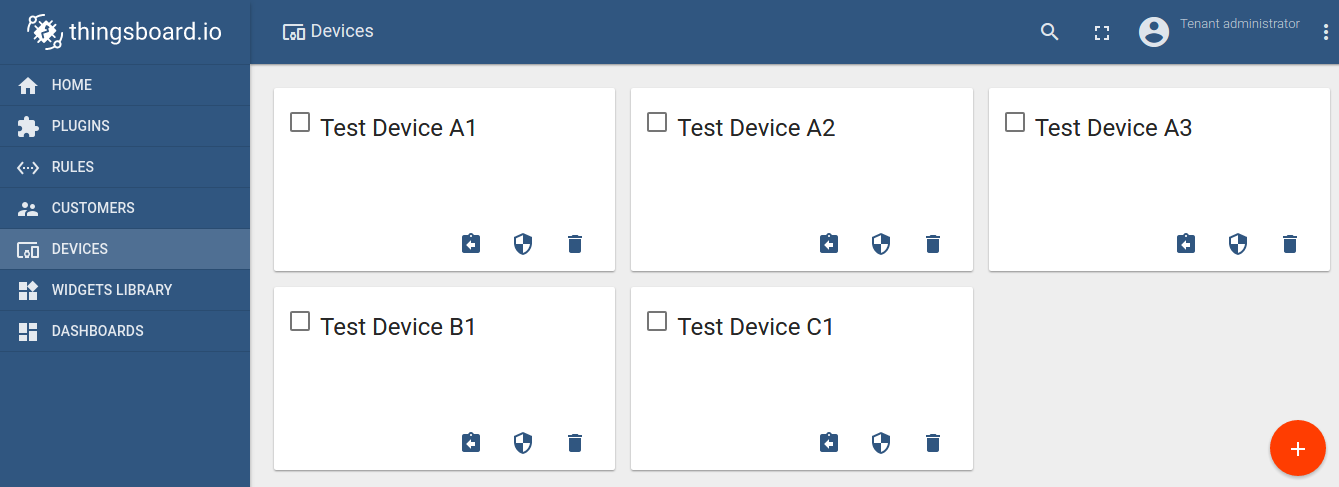 thingsboard.io
Devices
Tenant administrator
HOME
PLUGINS
RULES
CUSTOMERS
DEVICES
WIDGETS LIBRARY
DASHBOARDS
Test Device A1
Test Device A2
Test Device A3
Test Device B1
Test Device C1